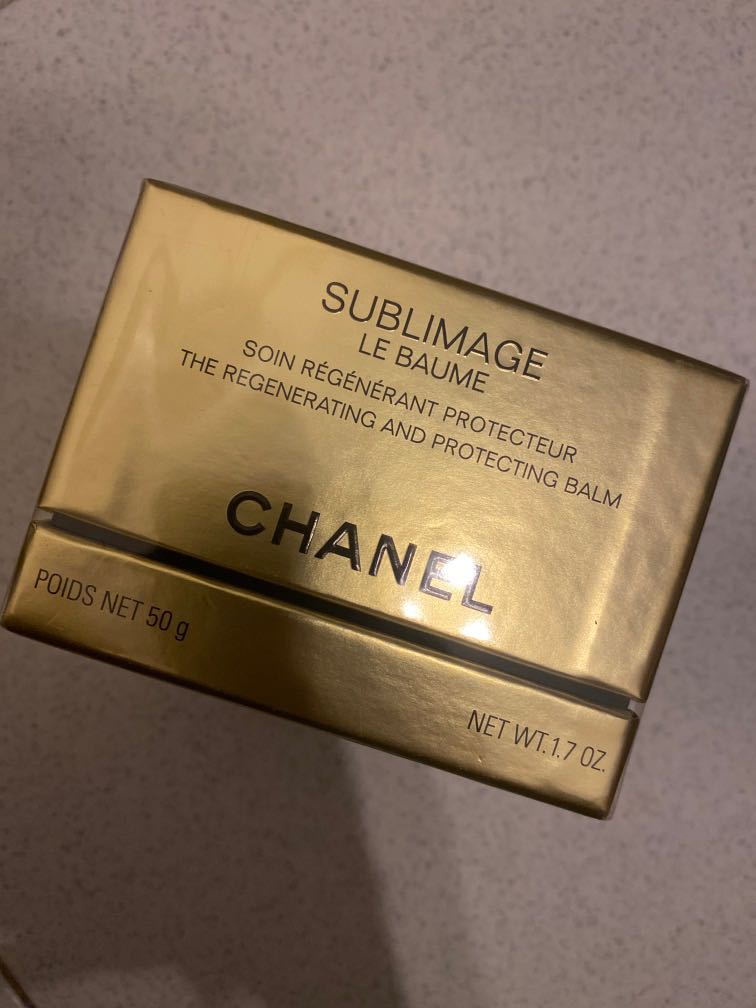 SUBLIMAGE
LE BAUME
SOIN RÉGÉNÉRANT PROTECTEUR
THE REGENERATING AND PROTECTING BALM
CHANEL
POIDS NET 50 g
NET WT.1.7 OZ.